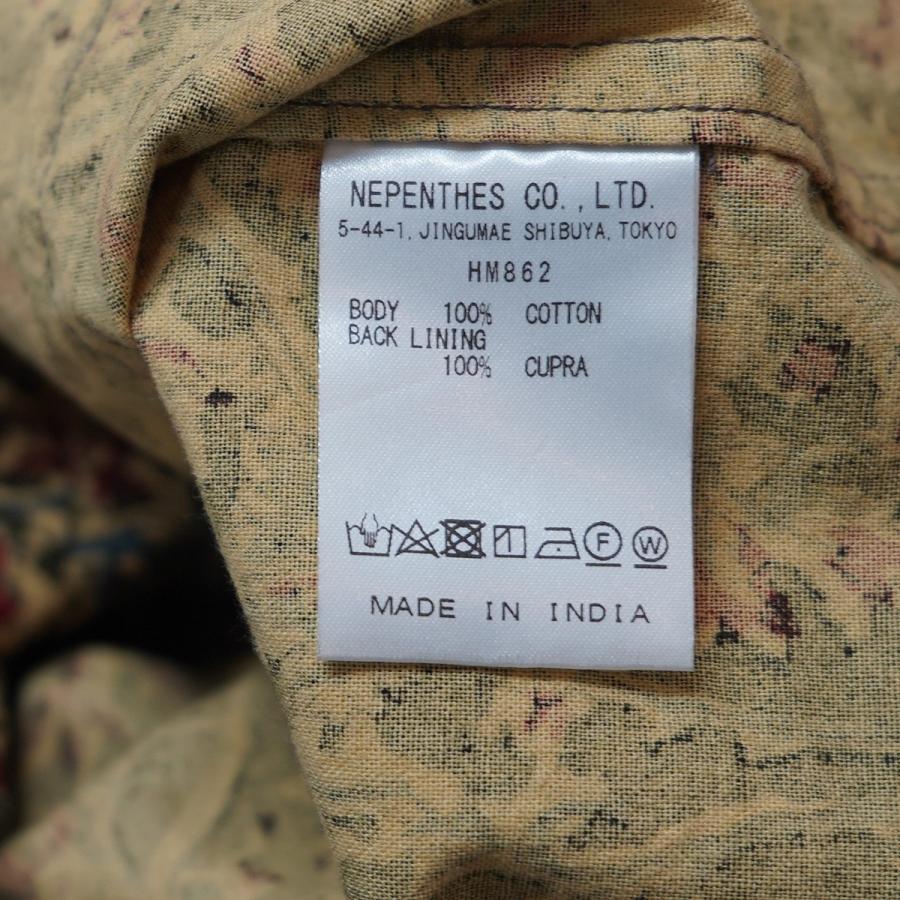 NEPENTHES CO.,LTD.
5-44-1, JINGUMAE SHIBUYA, TOKYO
HM862
BODY 100% COTTON
BACK LINING
100% CUPRA
F W
MADE IN INDIA